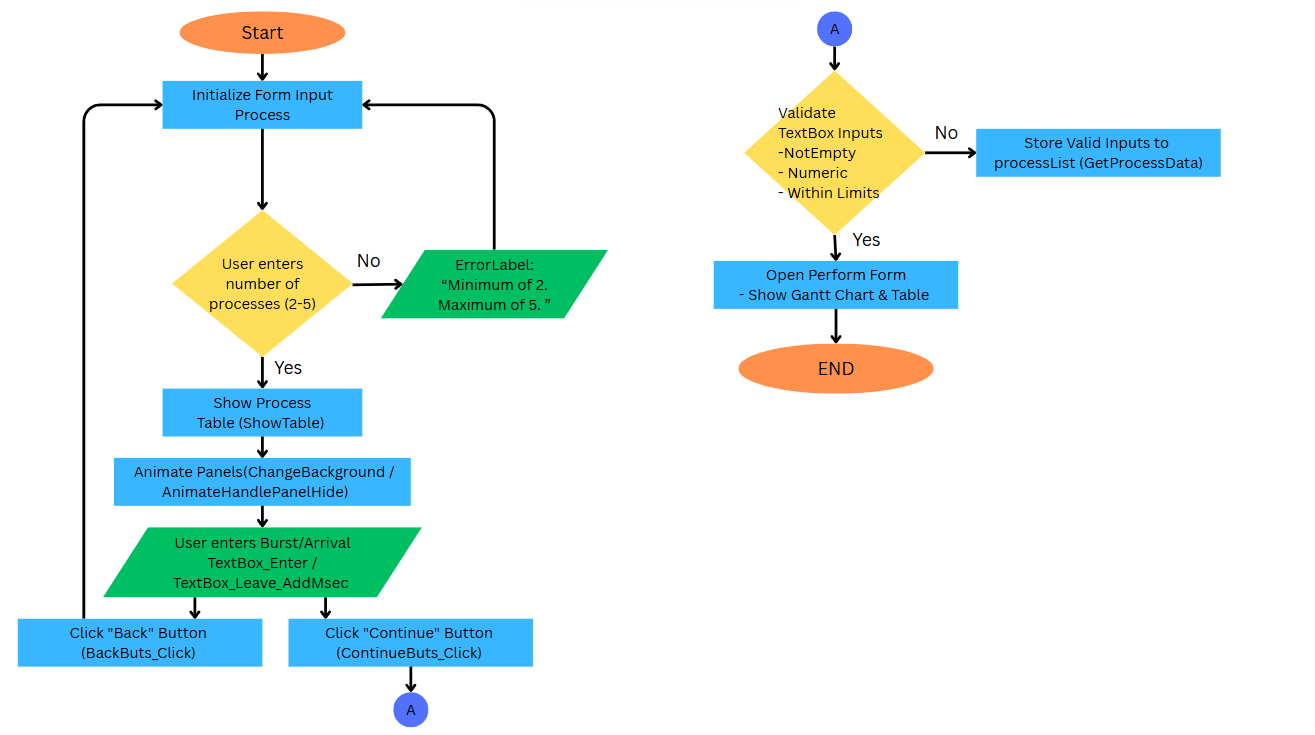 Start
Initialize Form Input
Process
User enters
number of
processes (2-5)
No
ErrorLabel:
“Minimum of 2.
Maximum of 5. ”
Yes
Show Process
Table (ShowTable)
Animate Panels(ChangeBackground /
AnimateHandlePanelHide)
User enters Burst/Arrival
TextBox_Enter /
TextBox_Leave_AddMsec
Click "Back" Button
(BackButs_Click)
Click "Continue" Button
(ContinueButs_Click)
A
A
Validate
TextBox Inputs
-NotEmpty
- Numeric
- Within Limits
No
Store Valid Inputs to
processList (GetProcessData)
Yes
Open Perform Form
- Show Gantt Chart & Table
END